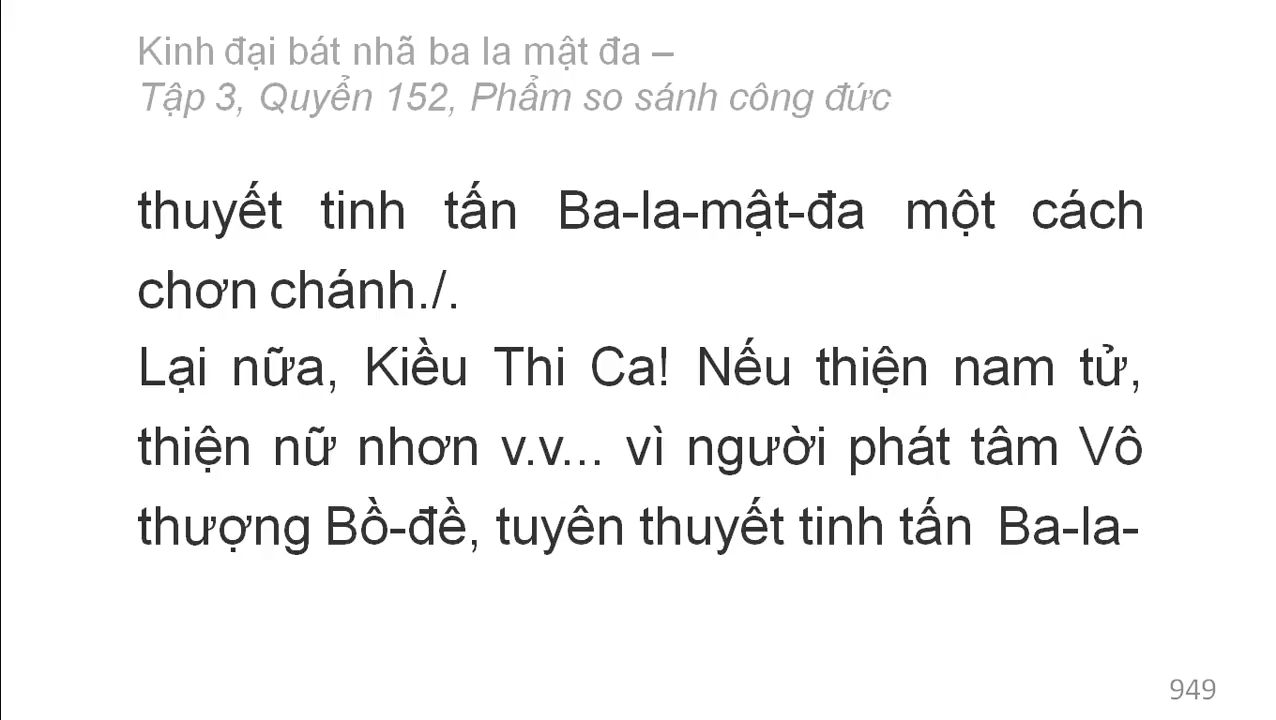 Kinh đại bát nhã ba la mật đa –
Tập 3, Quyển 152, Phẩm so sánh công đức
thuyết tinh tấn Ba-la-mật-đa một cách
chơn chánh./.
Lại nữa, Kiều Thi Ca! Nếu thiện nam tử,
thiện nữ nhơn v.v... vì người phát tâm Vô
thượng Bồ-đề, tuyên thuyết tinh tấn Ba-la-
949